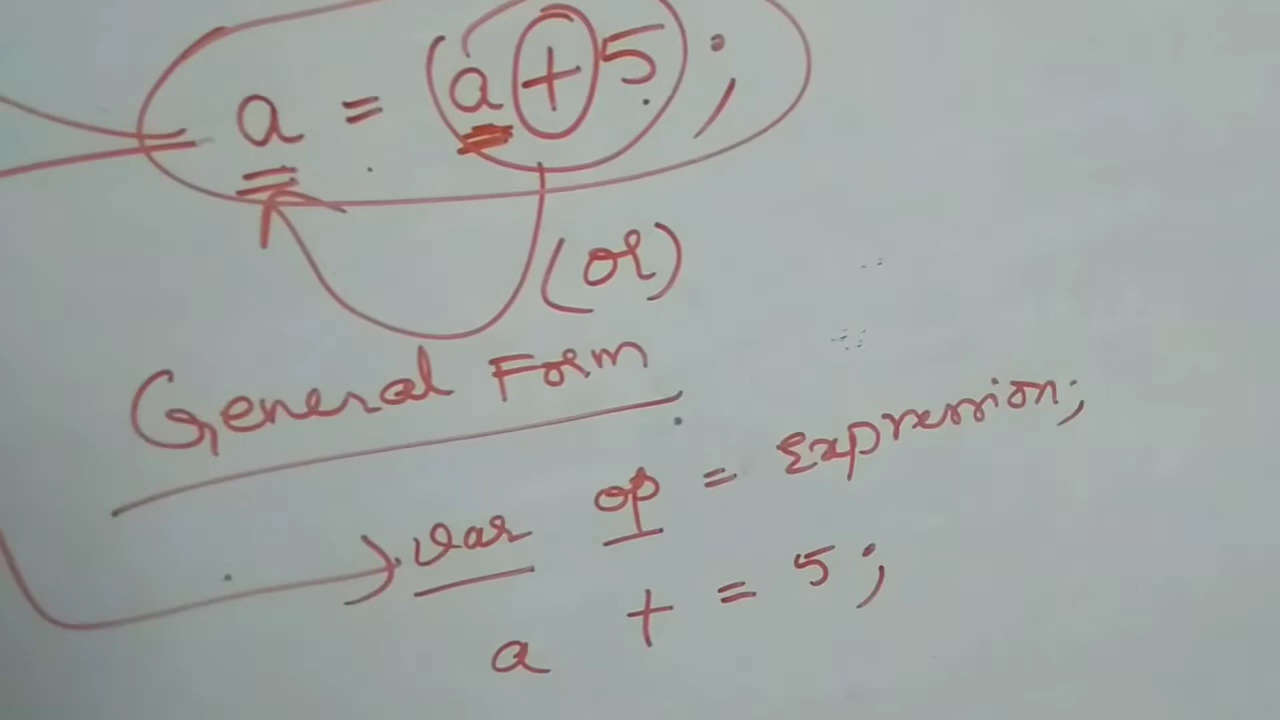 a = (a + 5;
(or)
General Form
var op = Expression;
a + = 5;